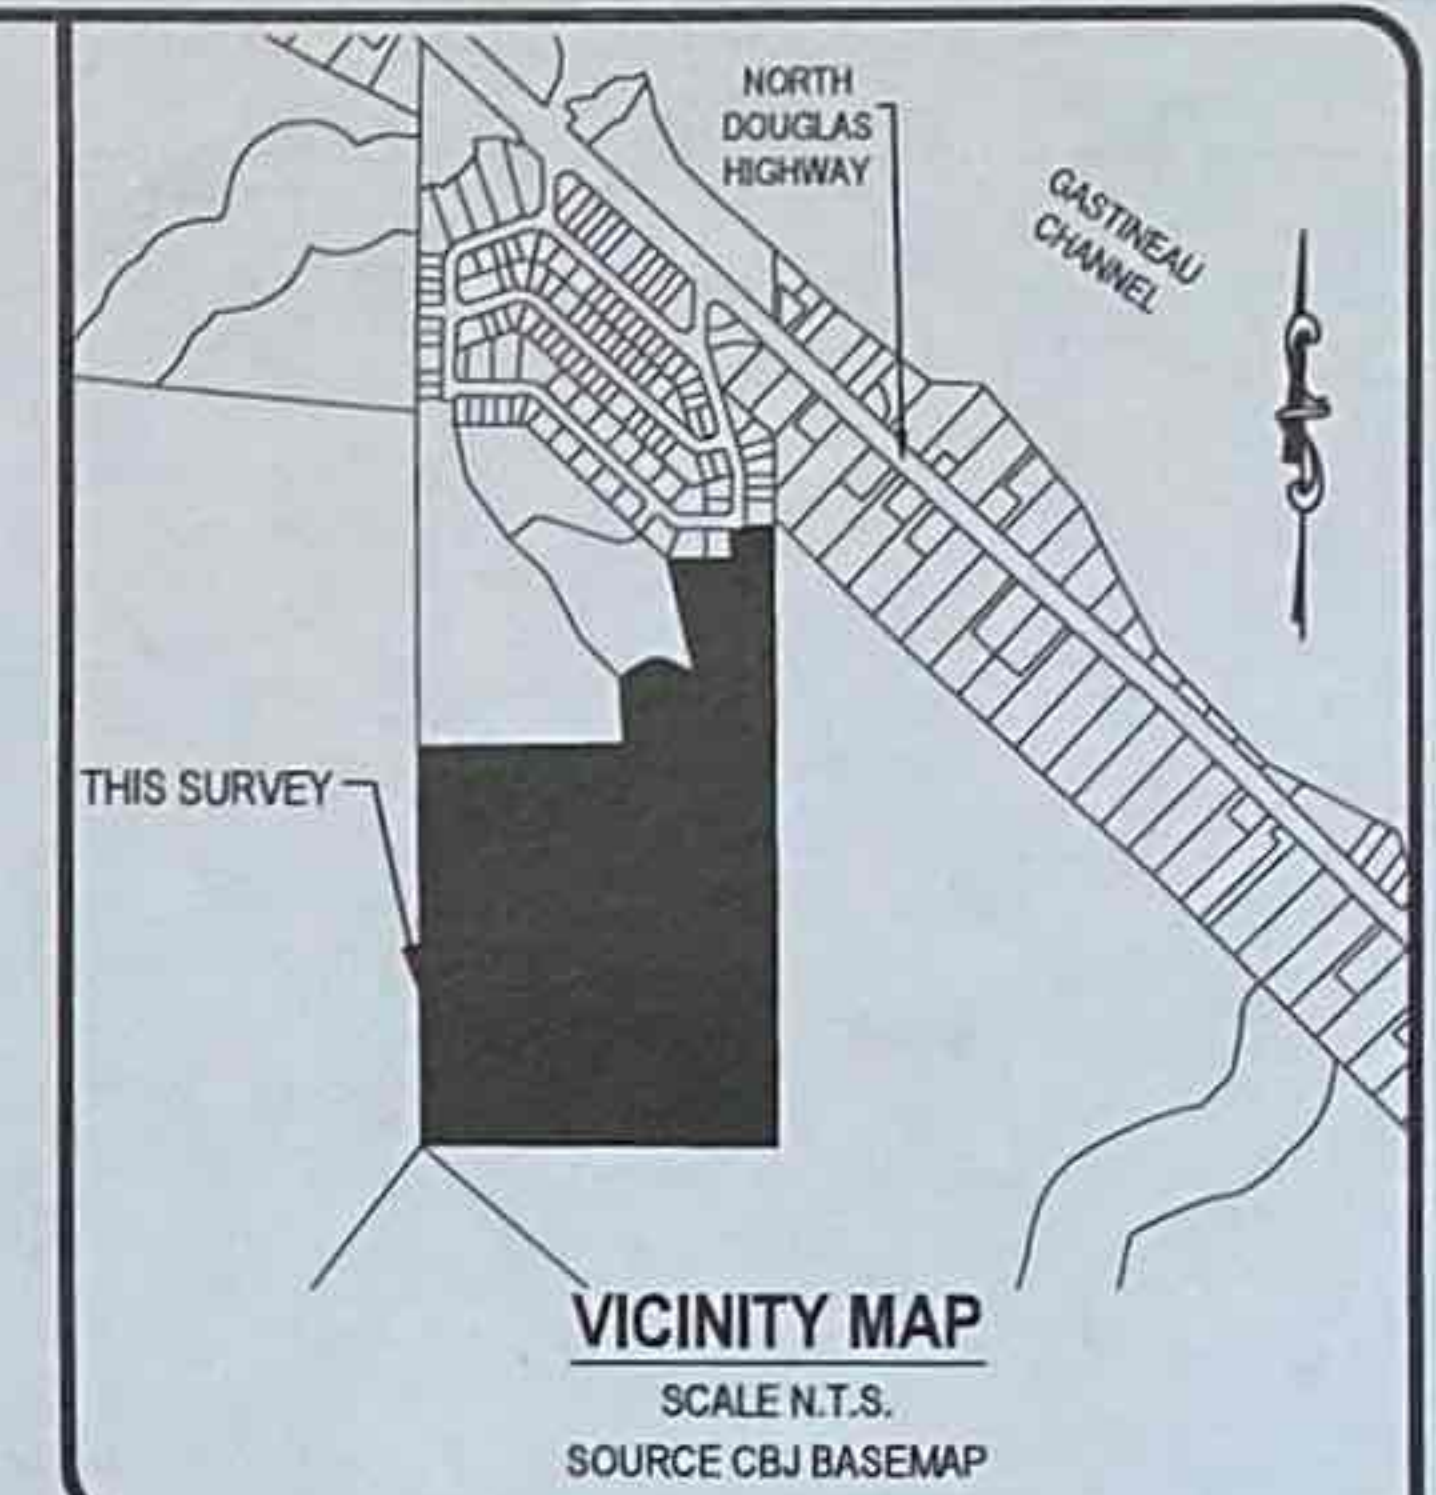 NORTH
DOUGLAS
HIGHWAY
GASTINEAU
CHANNEL
THIS SURVEY
VICINITY MAP
SCALE N.T.S.
SOURCE CBJ BASEMAP